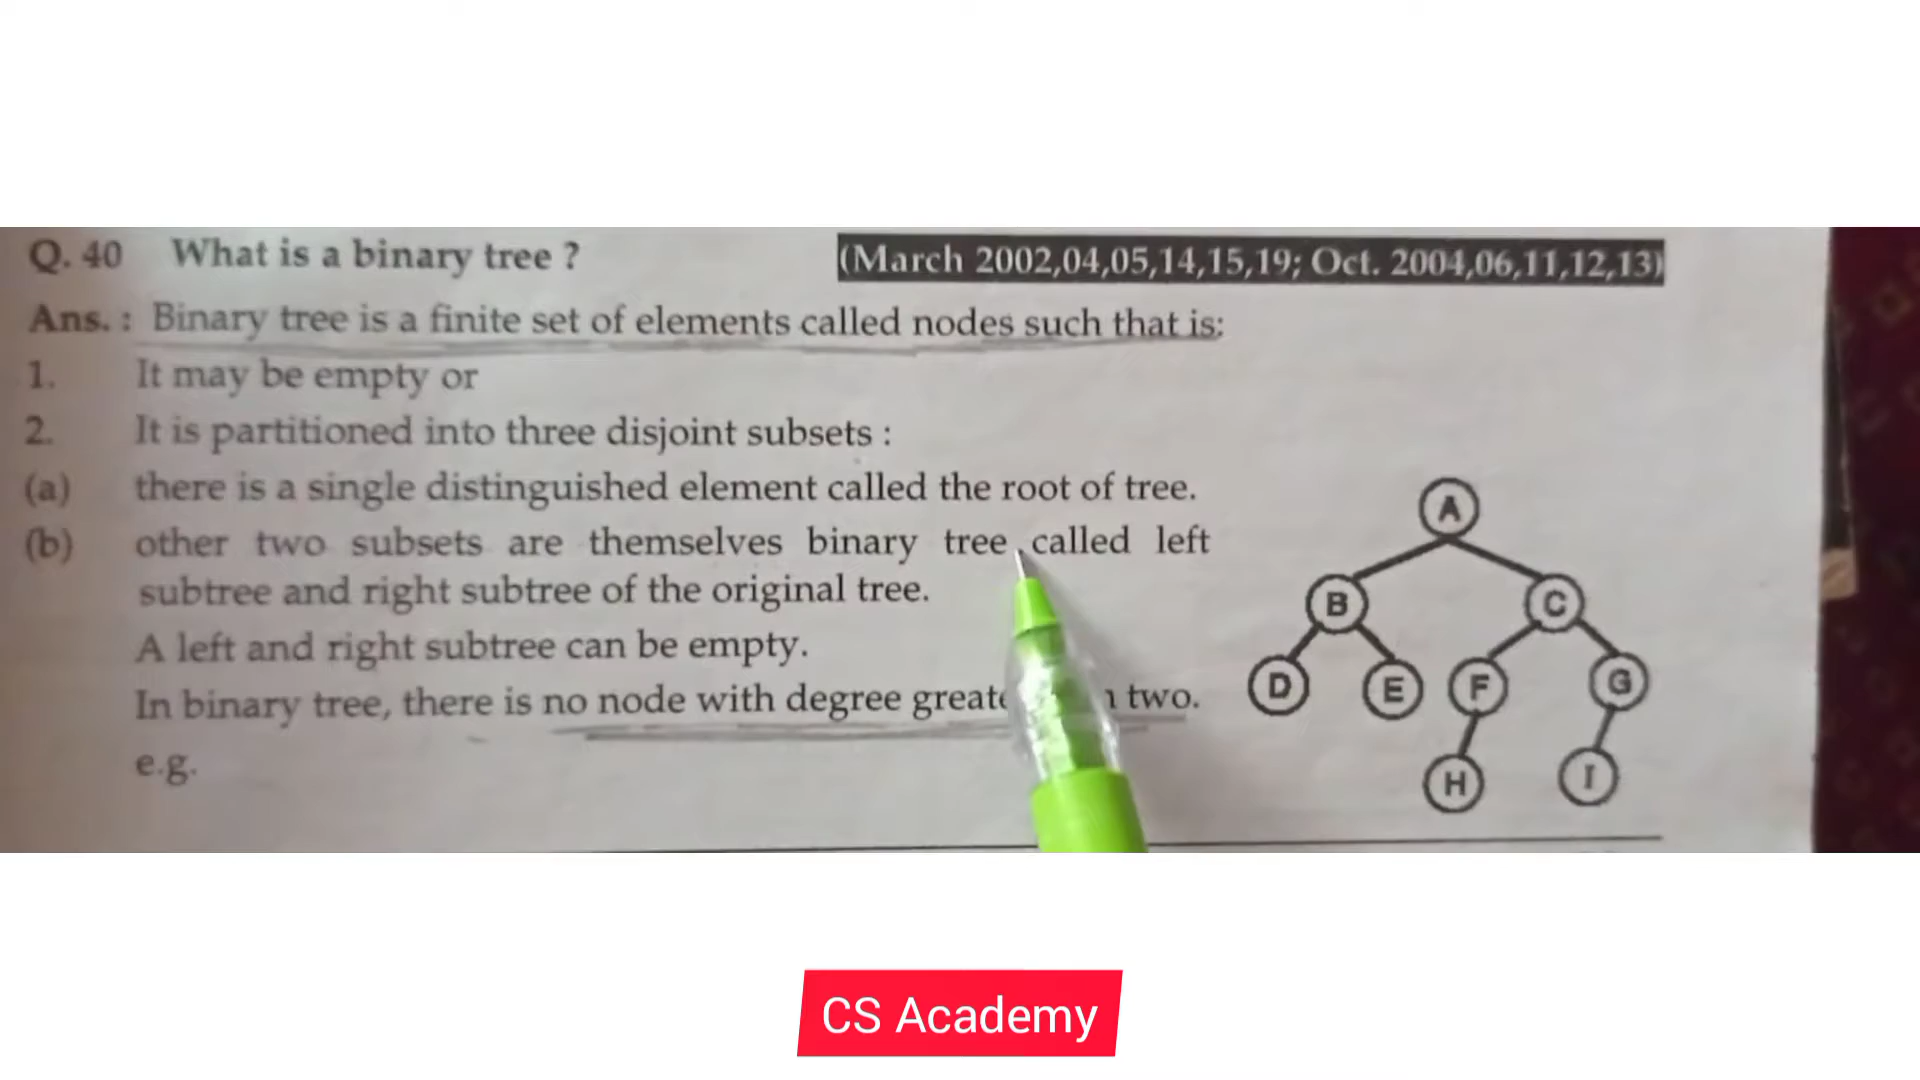 Q. 40 What is a binary tree ? (March 2002,04,05,14,15,19; Oct. 2004,06,11,12,13)
Ans. : Binary tree is a finite set of elements called nodes such that is:
1. It may be empty or
2. It is partitioned into three disjoint subsets :
(a) there is a single distinguished element called the root of tree.
(b) other two subsets are themselves binary tree called left
subtree and right subtree of the original tree.
A left and right subtree can be empty.
In binary tree, there is no node with degree two.
e.g.
A
B C
D E F G
H I
CS Academy